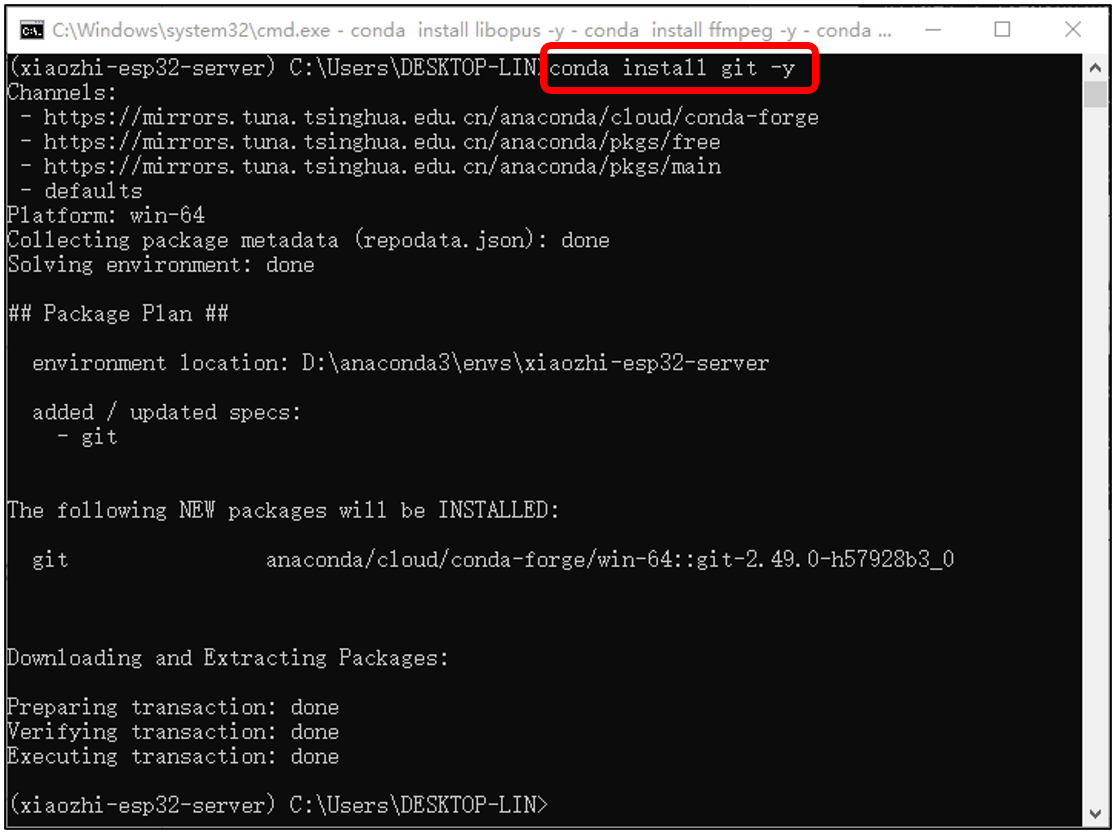 C:\Windows\system32\cmd.exe - conda  install libopus -y - conda  install ffmpeg -y - conda ...
(xiaozhi-esp32-server) C:\Users\DESKTOP-LIN>conda install git -y
Channels:
 - https://mirrors.tuna.tsinghua.edu.cn/anaconda/cloud/conda-forge
 - https://mirrors.tuna.tsinghua.edu.cn/anaconda/pkgs/free
 - https://mirrors.tuna.tsinghua.edu.cn/anaconda/pkgs/main
 - defaults
Platform: win-64
Collecting package metadata (repodata.json): done
Solving environment: done
## Package Plan ##
  environment location: D:\anaconda3\envs\xiaozhi-esp32-server
  added / updated specs:
    - git
The following NEW packages will be INSTALLED:
  git                anaconda/cloud/conda-forge/win-64::git-2.49.0-h57928b3_0
Downloading and Extracting Packages:
Preparing transaction: done
Verifying transaction: done
Executing transaction: done
(xiaozhi-esp32-server) C:\Users\DESKTOP-LIN>